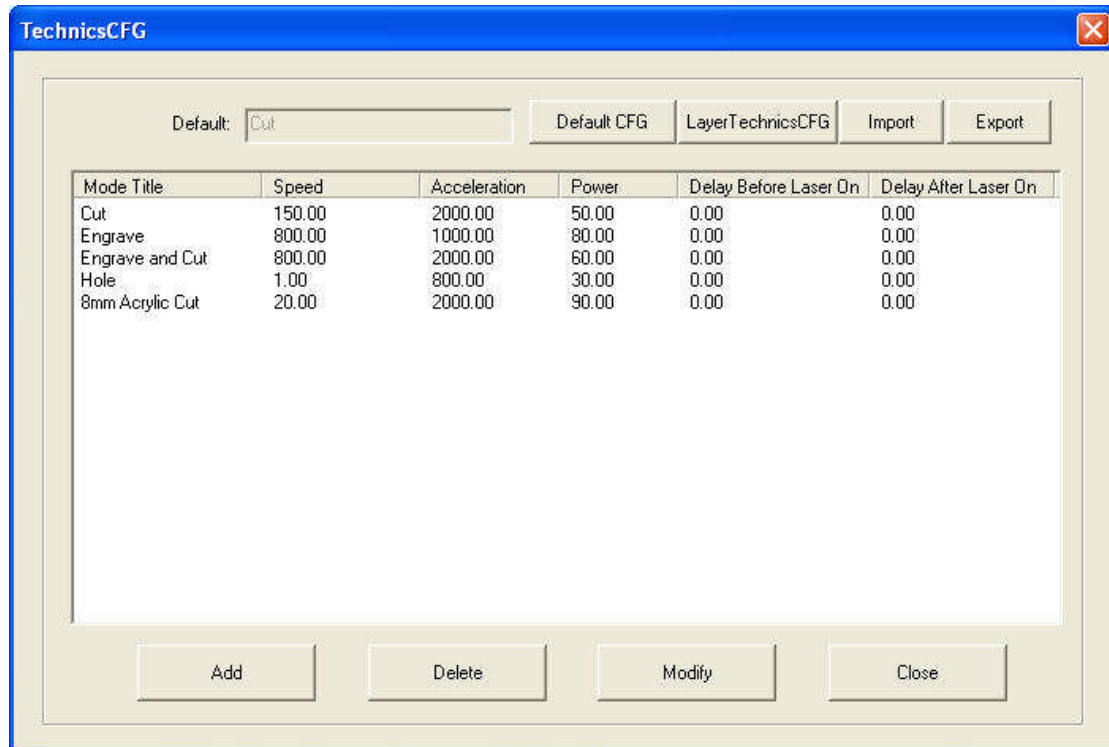 TechnicsCFG
Default: Cut Default CFG LayerTechnicsCFG Import Export
Mode Title Speed Acceleration Power Delay Before Laser On Delay After Laser On
Cut 150.00 2000.00 50.00 0.00 0.00
Engrave 800.00 1000.00 80.00 0.00 0.00
Engrave and Cut 800.00 2000.00 60.00 0.00 0.00
Hole 1.00 800.00 30.00 0.00 0.00
8mm Acrylic Cut 20.00 2000.00 90.00 0.00 0.00
Add Delete Modify Close